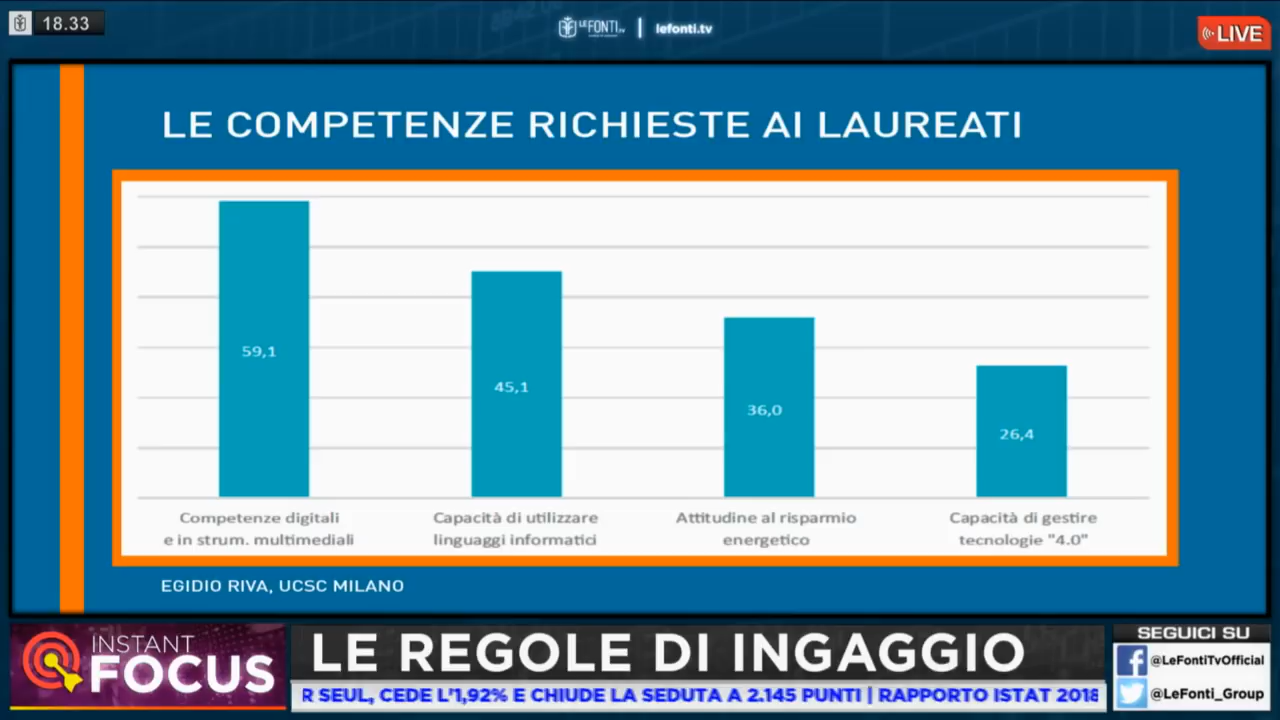 18.33
LE FONTI
lefonti.tv
LIVE
LE COMPETENZE RICHIESTE AI LAUREATI
59,1
45,1
36,0
26,4
Competenze digitali
e in strum. multimediali
Capacità di utilizzare
linguaggi informatici
Attitudine al risparmio
energetico
Capacità di gestire
tecnologie "4.0"
EGIDIO RIVA, UCSC MILANO
INSTANT
FOCUS
LE REGOLE DI INGAGGIO
R SEUL, CEDE L'1,92% E CHIUDE LA SEDUTA A 2.145 PUNTI | RAPPORTO ISTAT 2018
SEGUICI SU
@LeFontiTvOfficial
@LeFonti_Group